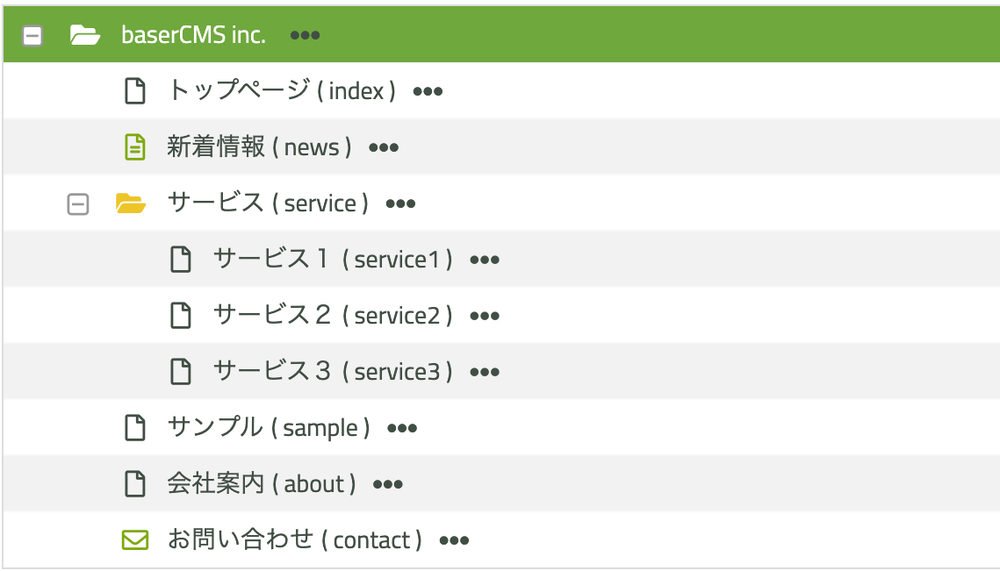 baserCMS inc. •••
トップページ ( index ) •••
新着情報 ( news ) •••
サービス ( service ) •••
サービス１ ( service1 ) •••
サービス２ ( service2 ) •••
サービス３ ( service3 ) •••
サンプル ( sample ) •••
会社案内 ( about ) •••
お問い合わせ ( contact ) •••